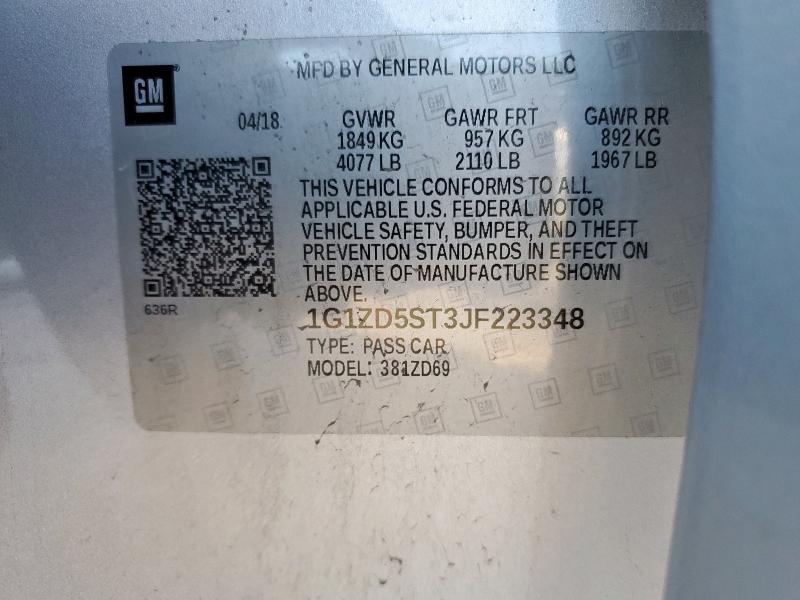 MFD BY GENERAL MOTORS LLC
GM
04/18
GVWR GAWR FRT GAWR RR
1849 KG 957 KG 892 KG
4077 LB 2110 LB 1967 LB
THIS VEHICLE CONFORMS TO ALL
APPLICABLE U.S. FEDERAL MOTOR
VEHICLE SAFETY, BUMPER, AND THEFT
PREVENTION STANDARDS IN EFFECT ON
THE DATE OF MANUFACTURE SHOWN
ABOVE.
636R
1G1ZD5ST3JF223348
TYPE: PASS CAR
MODEL: 381ZD69